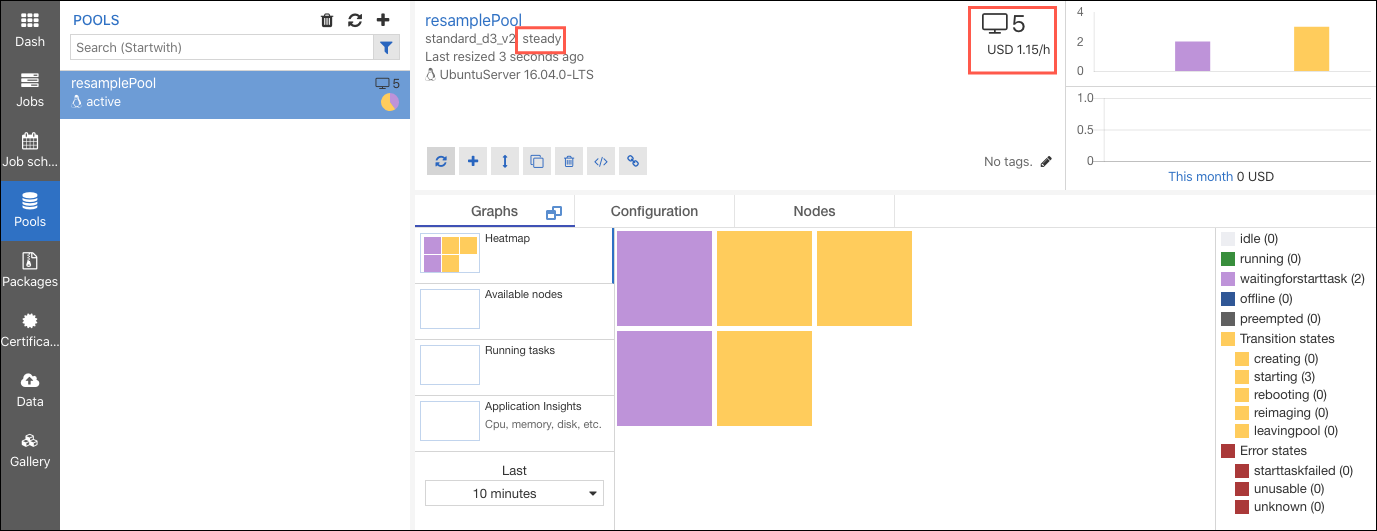 Dash
Jobs
Job sch...
Pools
Packages
Certifica...
Data
Gallery
POOLS
Search (Startwith)
resamplePool
5
active
resamplePool
standard_d3_v2 steady
Last resized 3 seconds ago
UbuntuServer 16.04.0-LTS
5
USD 1.15/h
No tags.
4
2
0
1.0
0.5
0
This month 0 USD
Graphs
Configuration
Nodes
Heatmap
Available nodes
Running tasks
Application Insights
Cpu, memory, disk, etc.
Last
10 minutes
idle (0)
running (0)
waitingforstarttask (2)
offline (0)
preempted (0)
Transition states
creating (0)
starting (3)
rebooting (0)
reimaging (0)
leavingpool (0)
Error states
starttaskfailed (0)
unusable (0)
unknown (0)